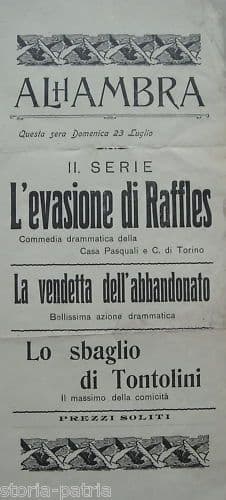 ALHAMBRA
Questa sera Domenica 23 Luglio
II. SERIE
L'evasione di Raffles
Commedia drammatica della
Casa Pasquali e C. di Torino
La vendetta dell'abbandonato
Bellissima azione drammatica
Lo sbaglio
di Tontolini
Il massimo della comicità
PREZZI SOLITI
storia-patria